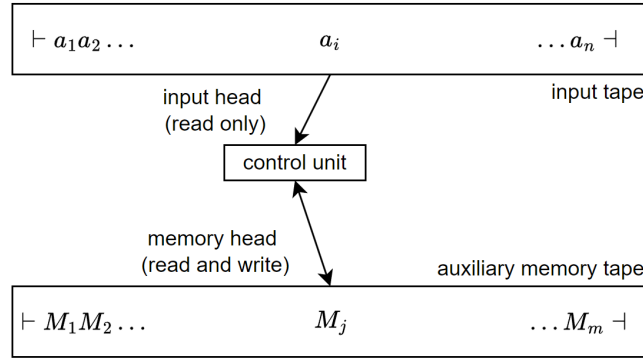 ⊢ a₁a₂ … aᵢ … aₙ ⊣
input tape
input head
(read only)
control unit
memory head
(read and write)
auxiliary memory tape
⊢ M₁M₂ … Mⱼ … Mₘ ⊣